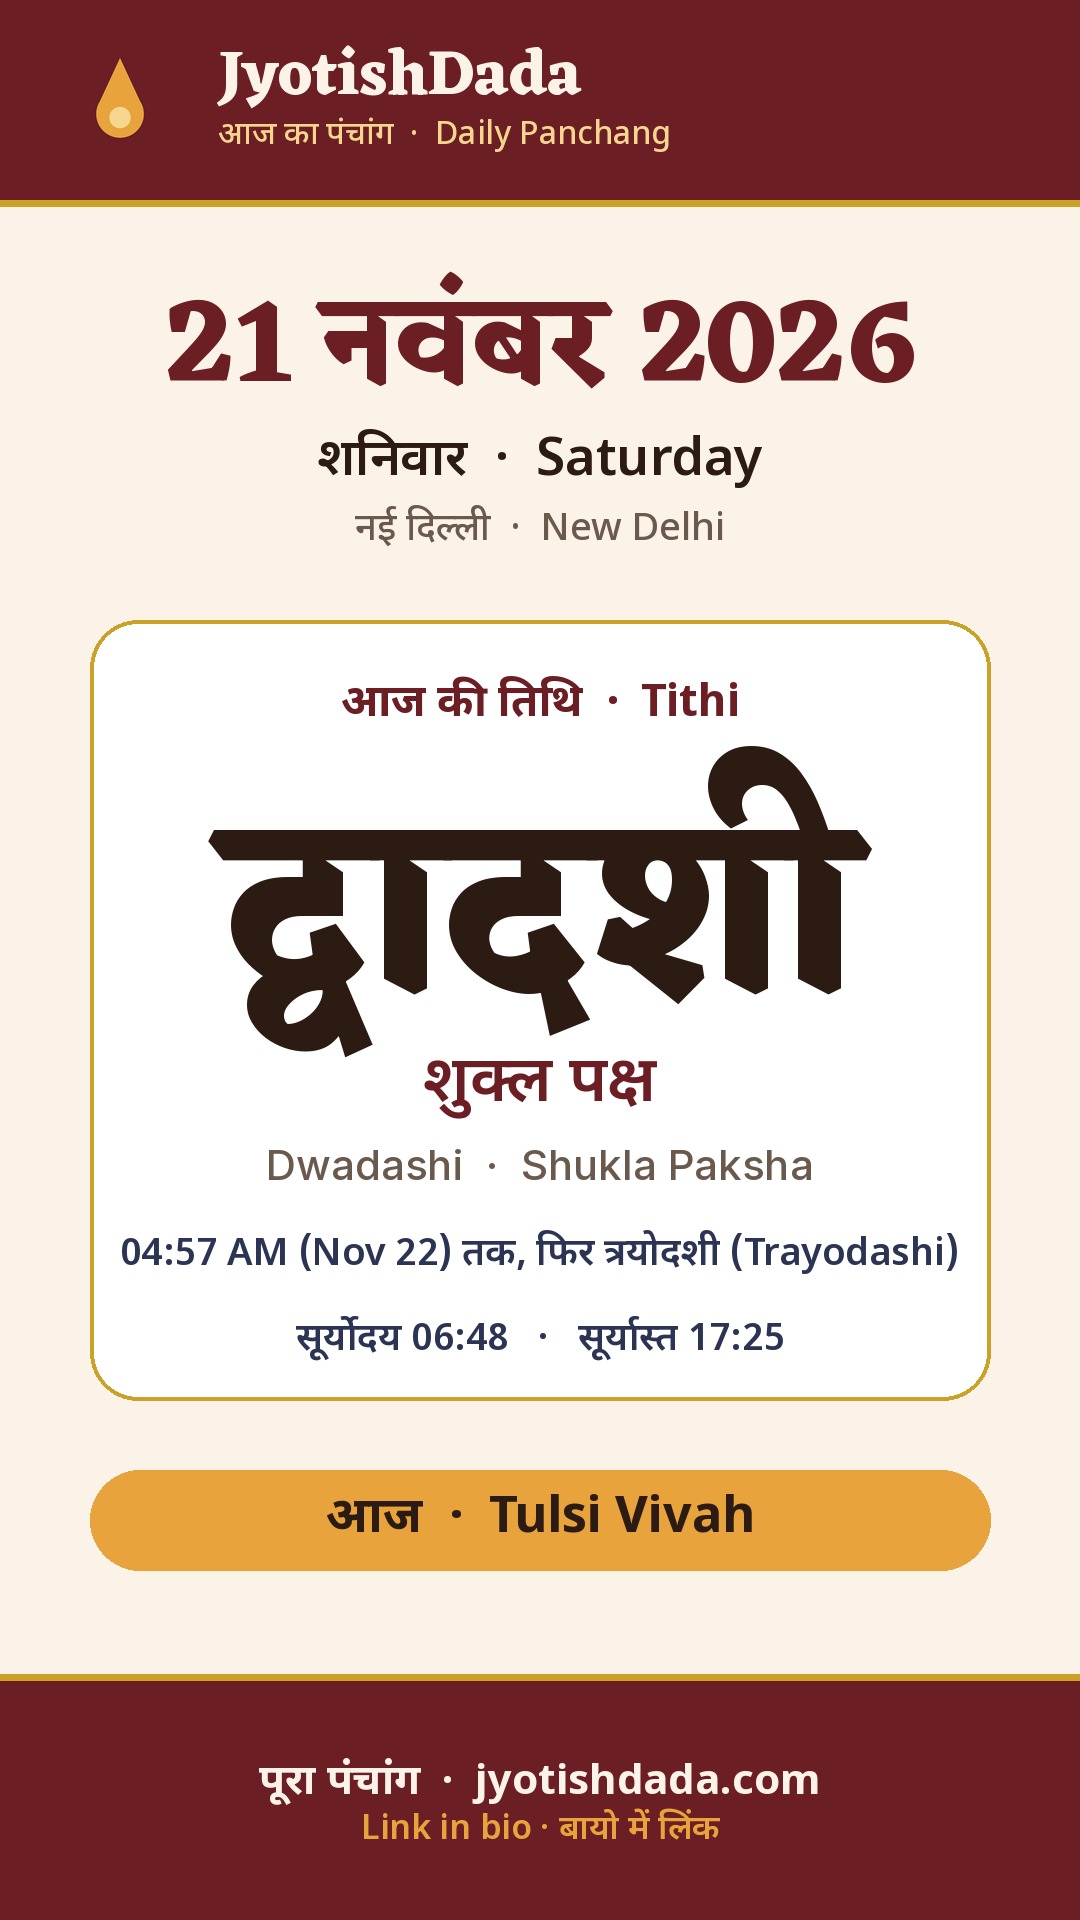 JyotishDada
आज का पंचांग · Daily Panchang
21 नवंबर 2026
शनिवार · Saturday
नई दिल्ली · New Delhi
आज की तिथि · Tithi
द्वादशी
शुक्ल पक्ष
Dwadashi · Shukla Paksha
04:57 AM (Nov 22) तक, फिर त्रयोदशी (Trayodashi)
सूर्योदय 06:48 · सूर्यास्त 17:25
आज · Tulsi Vivah
पूरा पंचांग · jyotishdada.com
Link in bio · बायो में लिंक